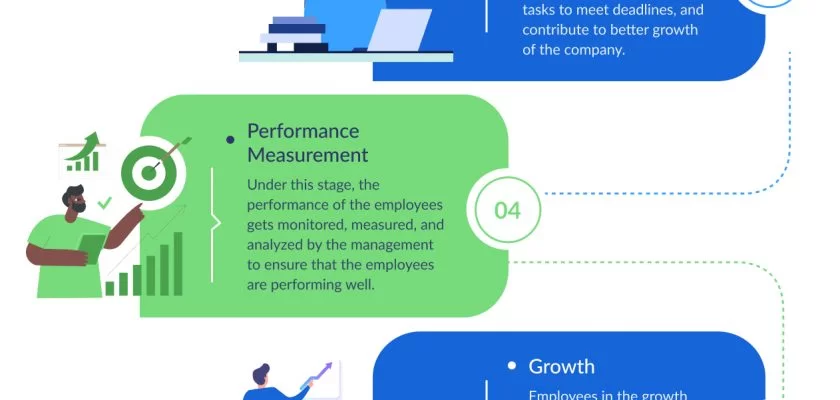 tasks to meet deadlines, and
contribute to better growth
of the company.
Performance
Measurement
Under this stage, the
performance of the employees
gets monitored, measured, and
analyzed by the management
to ensure that the employees
are performing well.
04
Growth
Employees in the growth